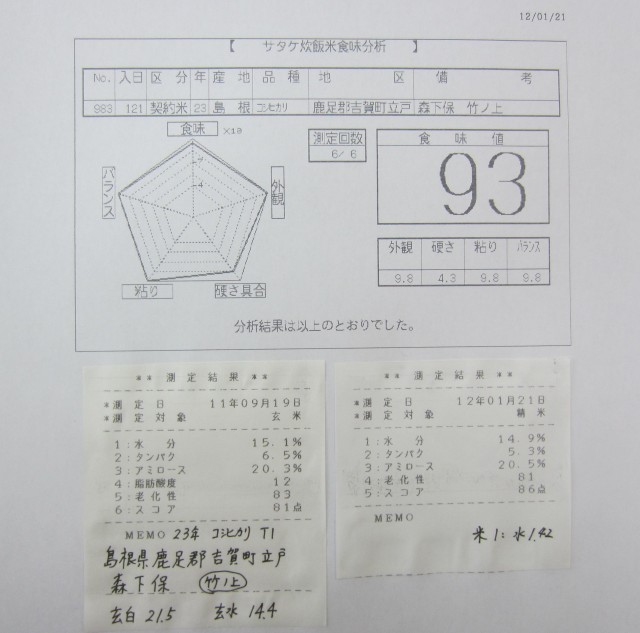 12/01/21
【 サタケ炊飯米食味分析 】
No. 入日 区分 年 産地 品種 地区 備考
983 121 契約米 23 島根 コシヒカリ 鹿足郡吉賀町立戸 森下保 竹ノ上
食味 ×10
バランス
外観
粘り
硬さ具合
測定回数
6/ 6
食味値
93
外観 硬さ 粘り バランス
9.8 4.3 9.8 9.8
分析結果は以上のとおりでした。
** 測定結果 **
*測定日 11年09月19日
*測定対象 玄米
1:水分 15.1%
2:タンパク 6.5%
3:アミロース 20.3%
4:脂肪酸度 12
5:老化性 83
6:スコア 81点
MEMO 23年 コシヒカリ T1
島根県鹿足郡吉賀町立戸
森下保 竹ノ上
玄白 21.5 玄水 14.4
** 測定結果 **
*測定日 12年01月21日
*測定対象 精米
1:水分 14.9%
2:タンパク 5.3%
3:アミロース 20.5%
4:老化性 81
5:スコア 86点
MEMO
米1:水1.42